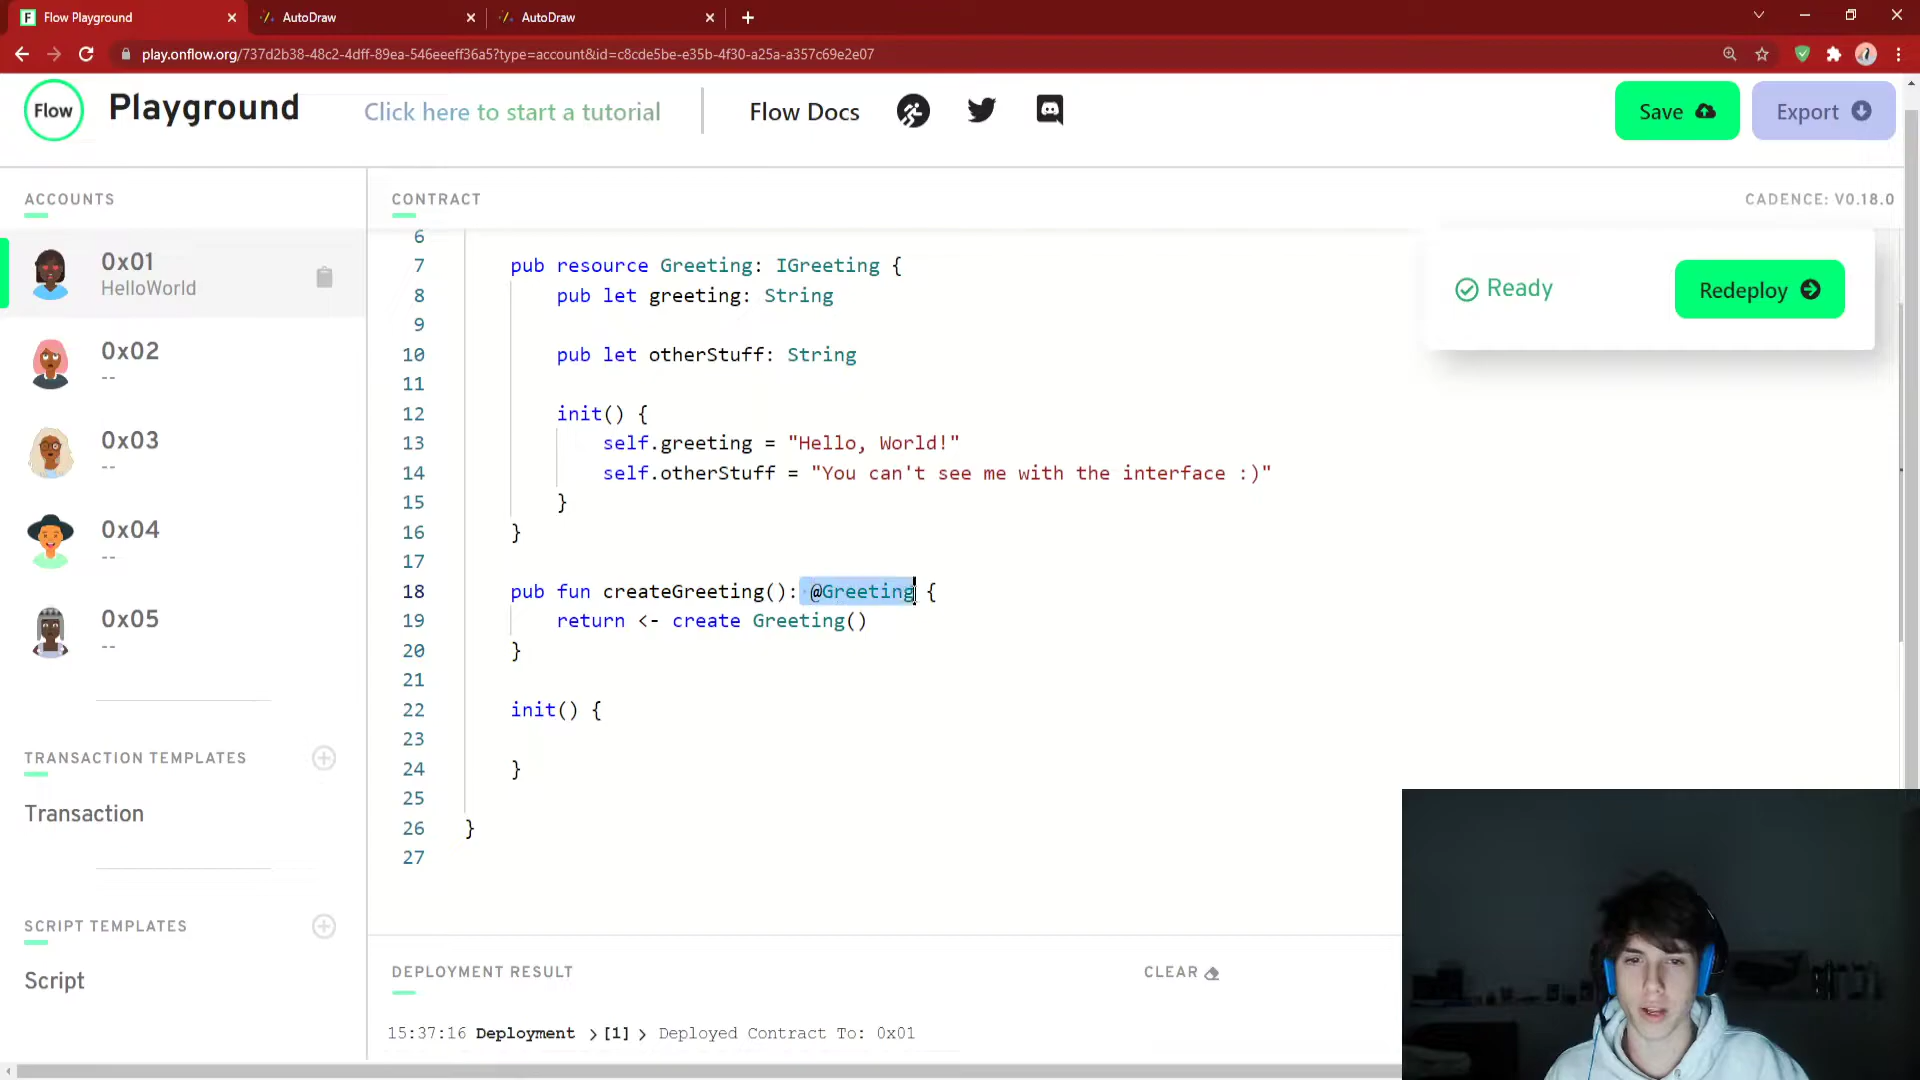 Flow Playground
AutoDraw
AutoDraw
play.onflow.org/737d2b38-48c2-4dff-89ea-546eeeff36a5?type=account&id=c8cde5be-e35b-4f30-a25a-a357c69e2e07
Flow
Playground
Click here to start a tutorial
Flow Docs
Save
Export
ACCOUNTS
0x01
HelloWorld
0x02
--
0x03
--
0x04
--
0x05
--
TRANSACTION TEMPLATES
Transaction
SCRIPT TEMPLATES
Script
CONTRACT
CADENCE: V0.18.0
Ready
Redeploy
6
7 pub resource Greeting: IGreeting {
8 pub let greeting: String
9
10 pub let otherStuff: String
11
12 init() {
13 self.greeting = "Hello, World!"
14 self.otherStuff = "You can't see me with the interface :)"
15 }
16 }
17
18 pub fun createGreeting(): @Greeting {
19 return <- create Greeting()
20 }
21
22 init() {
23
24 }
25
26 }
27
DEPLOYMENT RESULT
CLEAR
15:37:16 Deployment > [1] > Deployed Contract To: 0x01